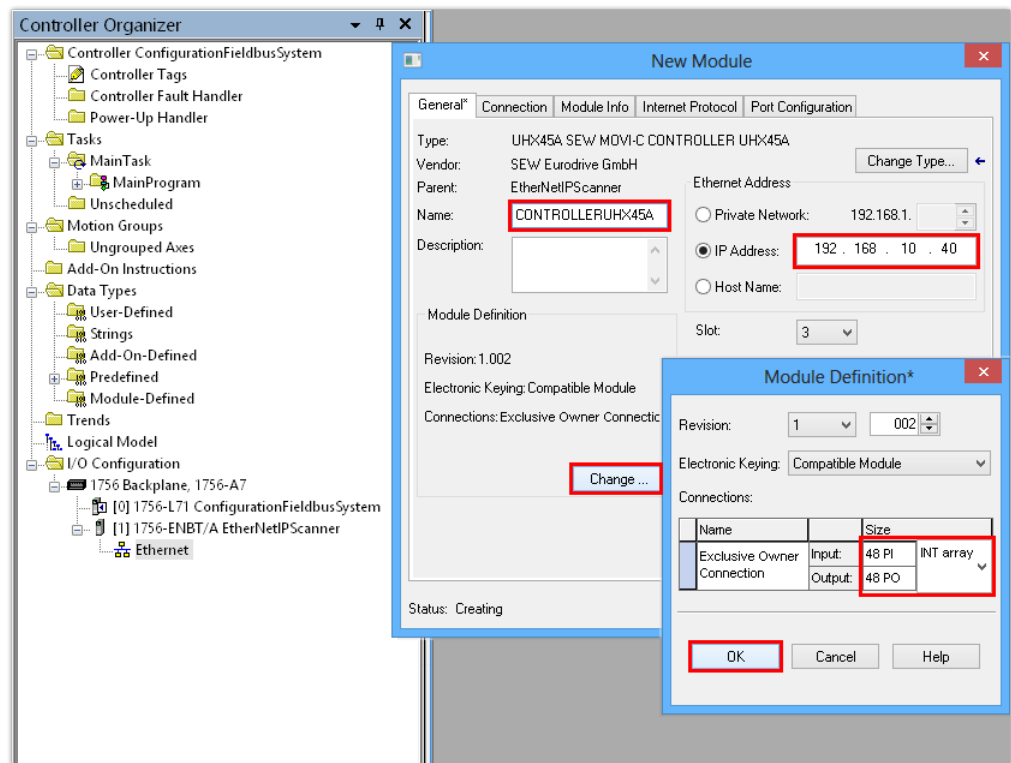 Controller Organizer
Controller ConfigurationFieldbusSystem
Controller Tags
Controller Fault Handler
Power-Up Handler
Tasks
MainTask
MainProgram
Unscheduled
Motion Groups
Ungrouped Axes
Add-On Instructions
Data Types
User-Defined
Strings
Add-On-Defined
Predefined
Module-Defined
Trends
Logical Model
I/O Configuration
1756 Backplane, 1756-A7
[0] 1756-L71 ConfigurationFieldbusSystem
[1] 1756-ENBT/A EtherNetIPScanner
Ethernet
New Module
General* Connection Module Info Internet Protocol Port Configuration
Type: UHX45A SEW MOVI-C CONTROLLER UHX45A
Vendor: SEW Eurodrive GmbH
Change Type...
Parent: EtherNetIPScanner
Name: CONTROLLERUHX45A
Description:
Ethernet Address
Private Network: 192.168.1.
IP Address: 192 . 168 . 10 . 40
Host Name:
Module Definition
Slot: 3
Revision: 1.002
Electronic Keying: Compatible Module
Connections: Exclusive Owner Connectic
Change ...
Status: Creating
Module Definition*
Revision: 1 002
Electronic Keying: Compatible Module
Connections:
Name Size
Exclusive Owner Connection Input: 48 PI INT array
Output: 48 PO
OK Cancel Help